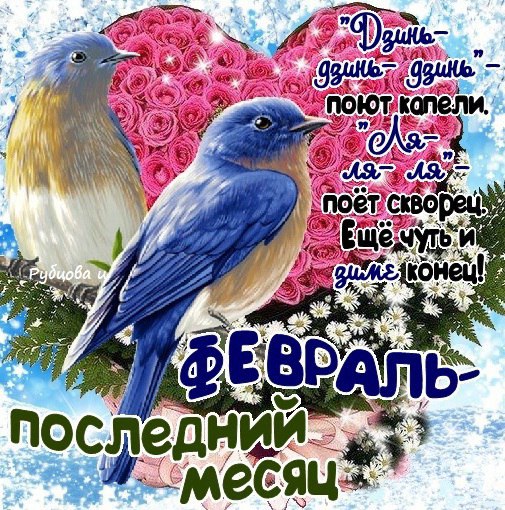 "Дзинь-
дзинь- дзинь"-
поют капели.
"Ля-
ля- ля"-
поёт скворец.
Ещё чуть и
зиме конец!
Рубцова и
ФЕВРАЛЬ-
последний
месяц